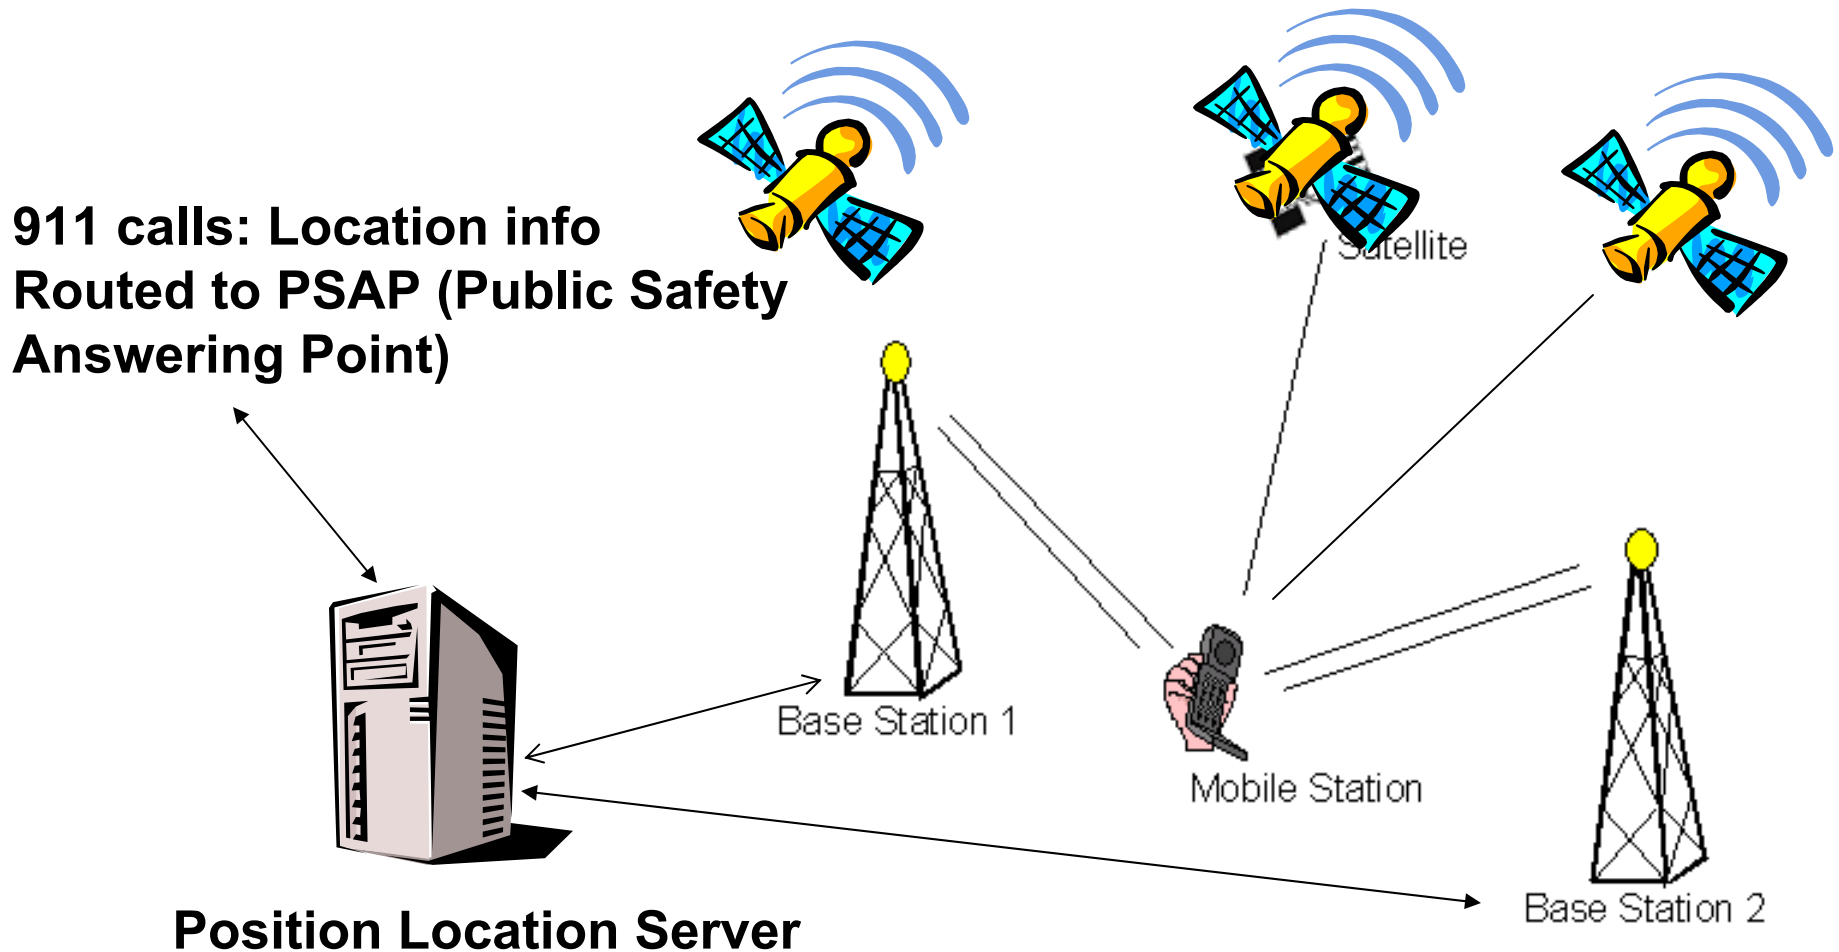 911 calls: Location info
Routed to PSAP (Public Safety
Answering Point)
Satellite
Base Station 1
Mobile Station
Base Station 2
Position Location Server